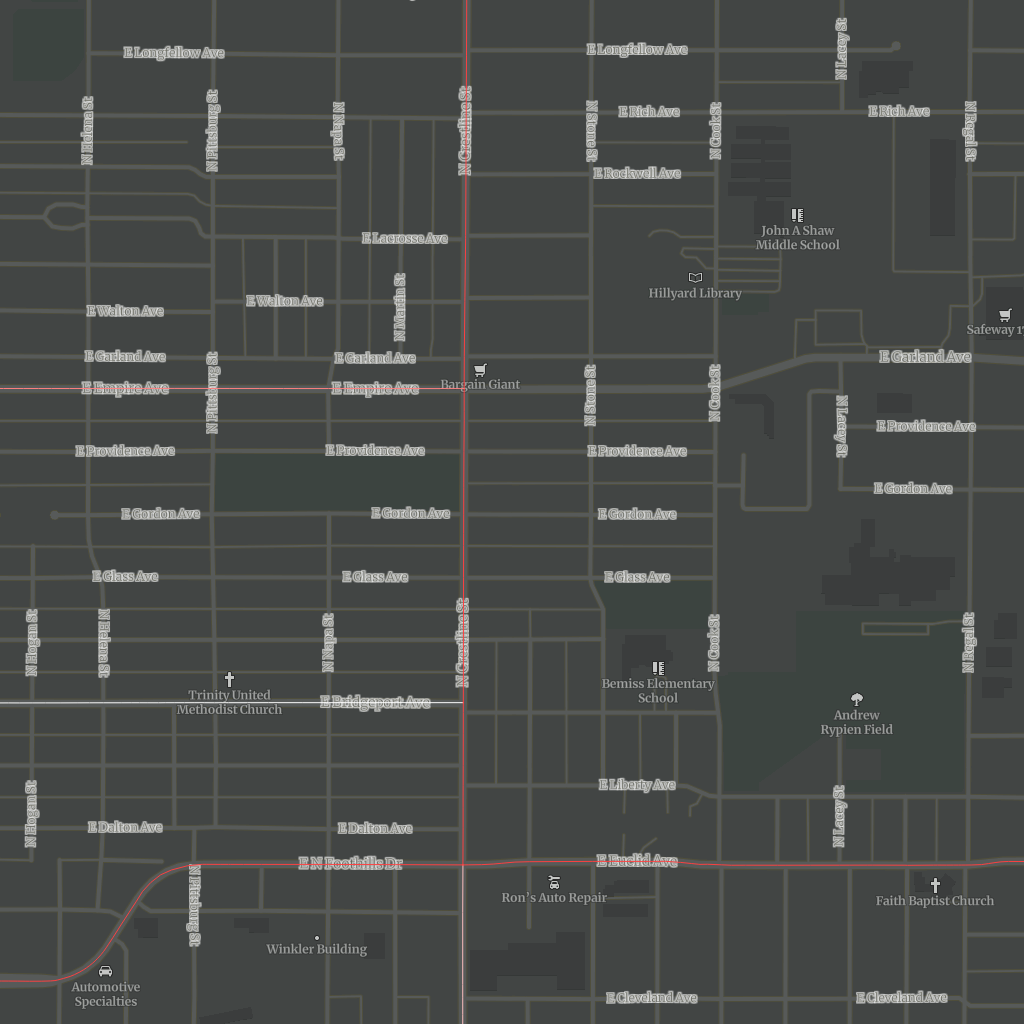 E Longfellow Ave
E Longfellow Ave
N Lacey St
N Helena St
N Pittsburg St
N Napa St
N Crestline St
N Stone St
E Rich Ave
N Cook St
E Rich Ave
N Regal St
E Rockwell Ave
E Lacrosse Ave
John A Shaw
Middle School
Hillyard Library
E Walton Ave
E Walton Ave
N Martin St
Safeway 17
E Garland Ave
E Garland Ave
E Garland Ave
E Empire Ave
E Empire Ave
Bargain Giant
N Pittsburg St
N Stone St
N Cook St
N Lacey St
E Providence Ave
E Providence Ave
E Providence Ave
E Providence Ave
E Gordon Ave
E Gordon Ave
E Gordon Ave
E Gordon Ave
E Glass Ave
E Glass Ave
E Glass Ave
N Hogan St
N Helena St
N Napa St
N Crestline St
N Cook St
N Regal St
Trinity United
Methodist Church
E Bridgeport Ave
Bemiss Elementary
School
Andrew
Rypien Field
E Liberty Ave
N Hogan St
N Lacey St
E Dalton Ave
E Dalton Ave
E N Foothills Dr
E Euclid Ave
N Pittsburg St
Ron's Auto Repair
Faith Baptist Church
Winkler Building
Automotive
Specialties
E Cleveland Ave
E Cleveland Ave